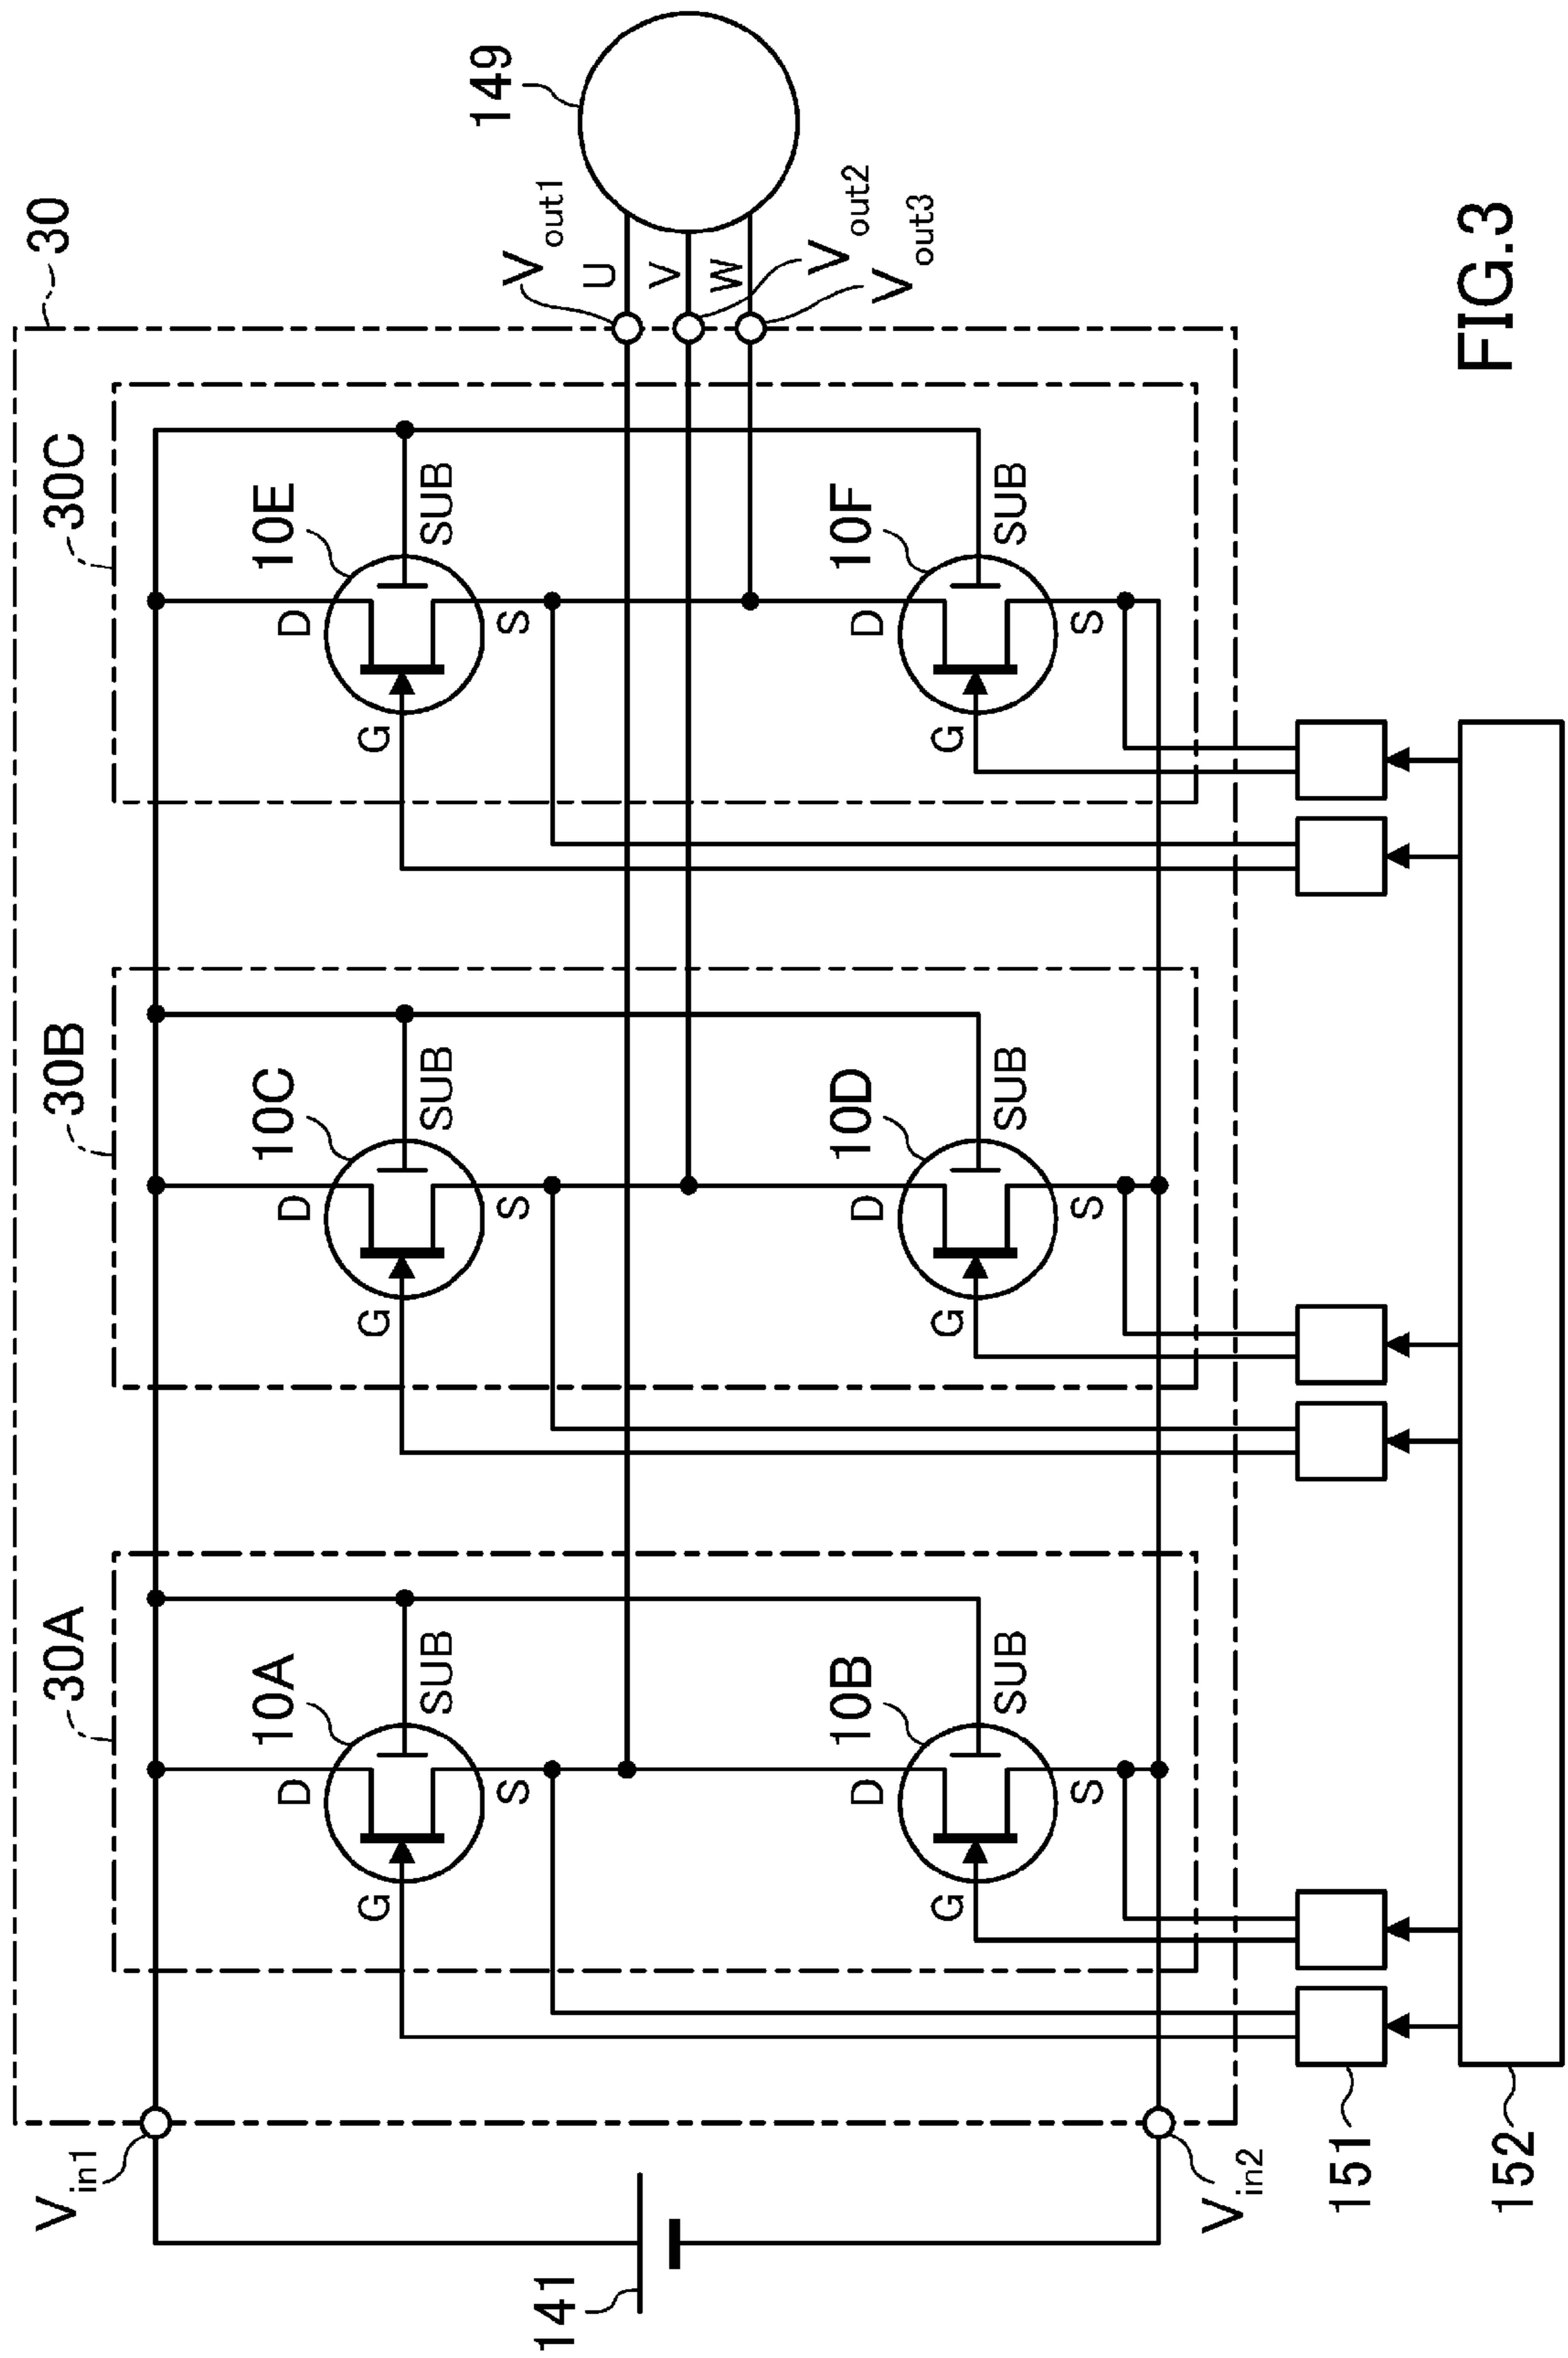 30
30A
30B
30C
V in1
10A
10C
10E
D
SUB
D
SUB
D
SUB
G
S
G
S
G
S
149
V out1
U
V
W
V out2
V out3
141
10B
10D
10F
D
SUB
D
SUB
D
SUB
G
S
G
S
G
S
V in2
151
152
FIG.3